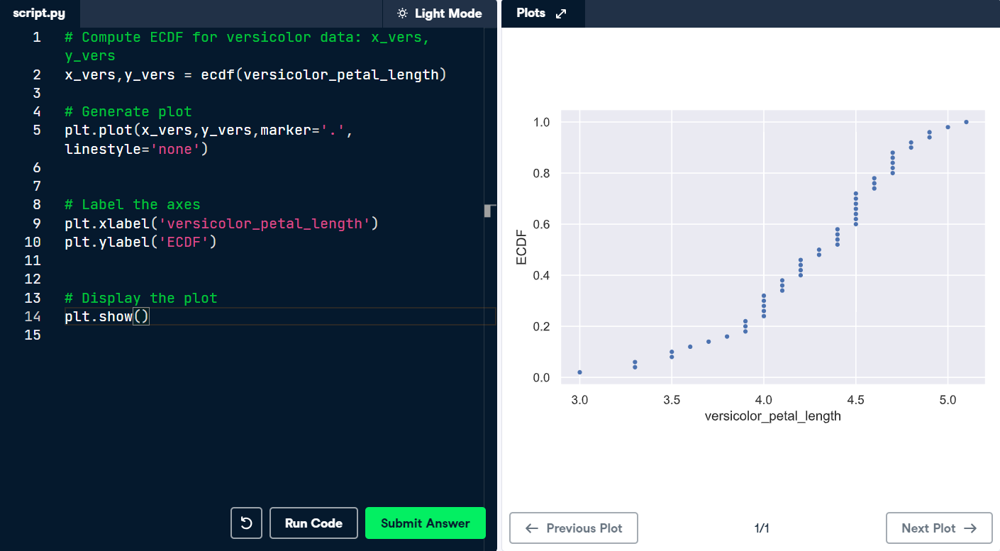 script.py
Light Mode
1 # Compute ECDF for versicolor data: x_vers,
y_vers
2 x_vers,y_vers = ecdf(versicolor_petal_length)
3
4 # Generate plot
5 plt.plot(x_vers,y_vers,marker='.',
linestyle='none')
6
7
8 # Label the axes
9 plt.xlabel('versicolor_petal_length')
10 plt.ylabel('ECDF')
11
12
13 # Display the plot
14 plt.show()
15
Run Code
Submit Answer
Plots
1.0
0.8
0.6
0.4
0.2
0.0
ECDF
3.0 3.5 4.0 4.5 5.0
versicolor_petal_length
Previous Plot
1/1
Next Plot